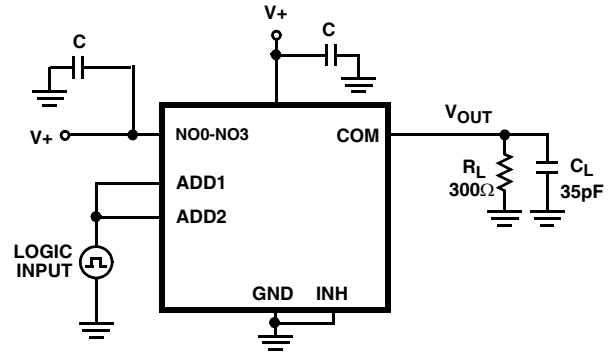 V+
C
C
V+
NO0-NO3
COM
VOUT
ADD1
ADD2
RL
300Ω
CL
35pF
LOGIC
INPUT
GND
INH